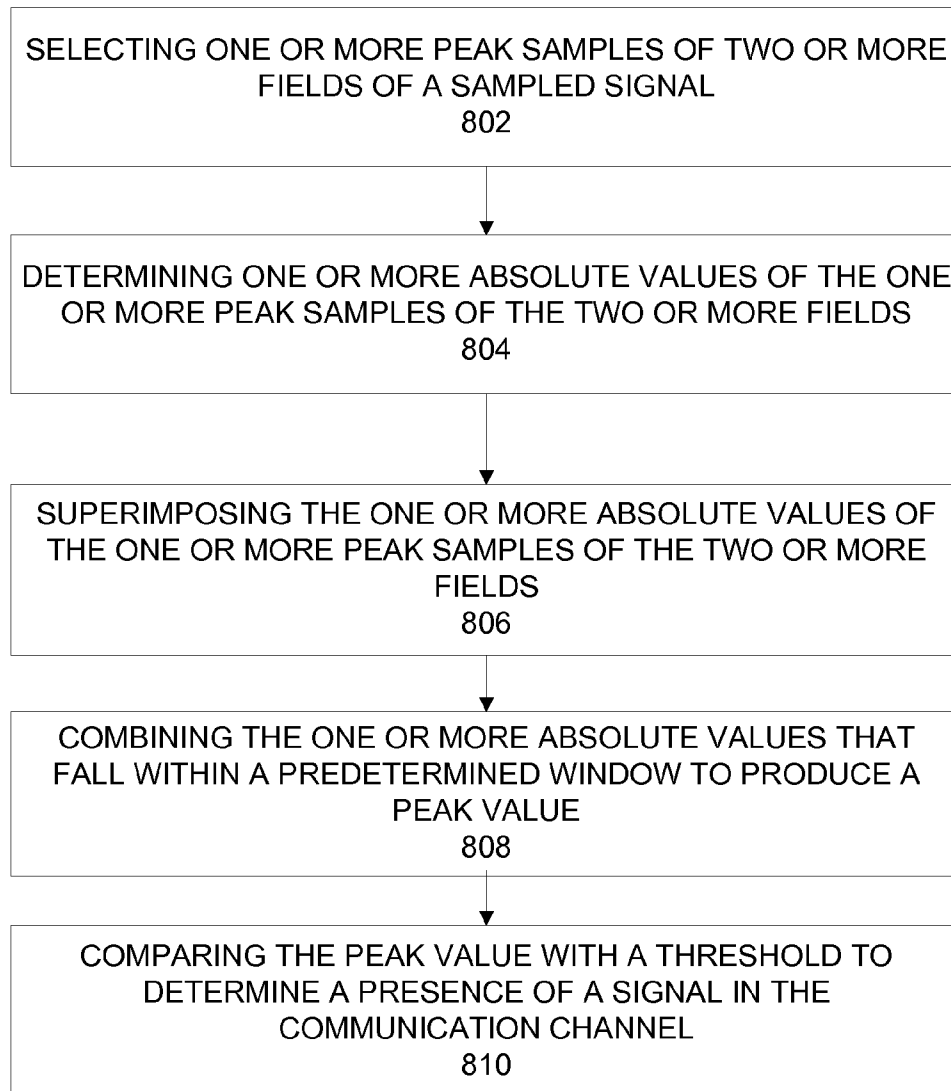 SELECTING ONE OR MORE PEAK SAMPLES OF TWO OR MORE
FIELDS OF A SAMPLED SIGNAL
802
DETERMINING ONE OR MORE ABSOLUTE VALUES OF THE ONE
OR MORE PEAK SAMPLES OF THE TWO OR MORE FIELDS
804
SUPERIMPOSING THE ONE OR MORE ABSOLUTE VALUES OF
THE ONE OR MORE PEAK SAMPLES OF THE TWO OR MORE
FIELDS
806
COMBINING THE ONE OR MORE ABSOLUTE VALUES THAT
FALL WITHIN A PREDETERMINED WINDOW TO PRODUCE A
PEAK VALUE
808
COMPARING THE PEAK VALUE WITH A THRESHOLD TO
DETERMINE A PRESENCE OF A SIGNAL IN THE
COMMUNICATION CHANNEL
810